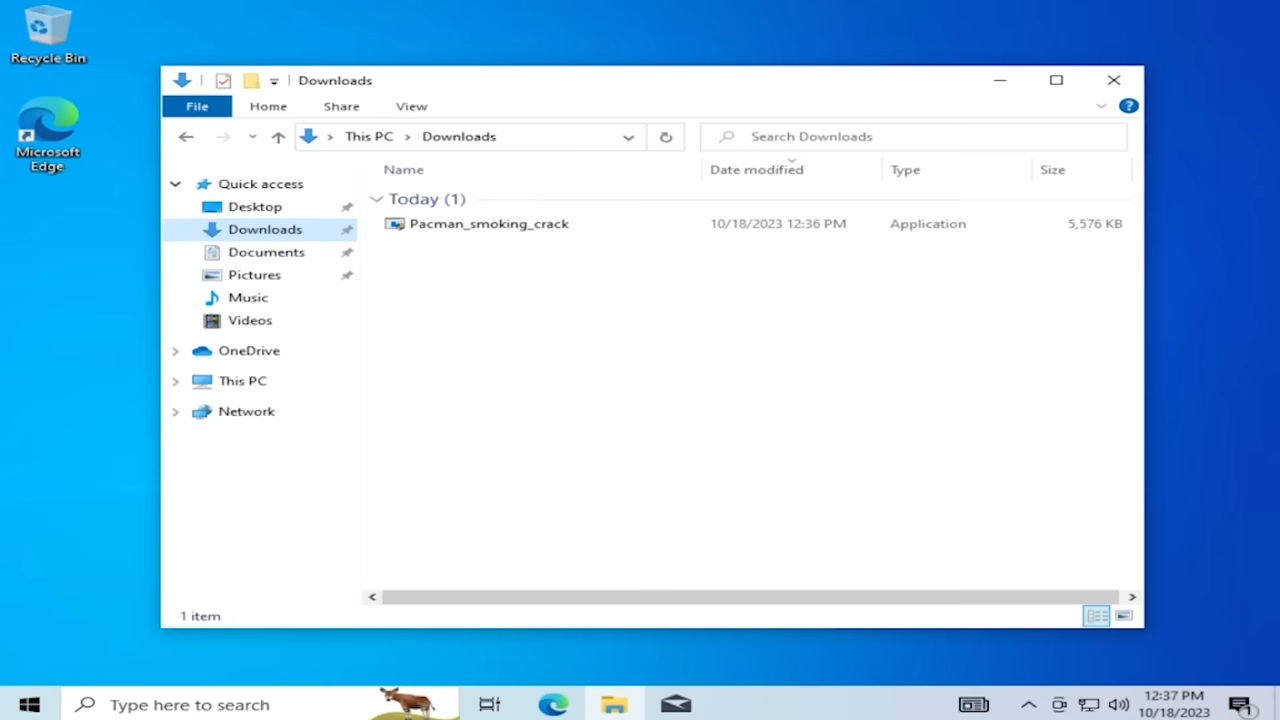 Recycle Bin
Microsoft
Edge
Downloads
File Home Share View
?
This PC Downloads
Search Downloads
Name Date modified Type Size
Quick access
Desktop
Downloads
Documents
Pictures
Music
Videos
OneDrive
This PC
Network
Today (1)
Pacman_smoking_crack 10/18/2023 12:36 PM Application 5,576 KB
1 item
Type here to search
12:37 PM
10/18/2023
1